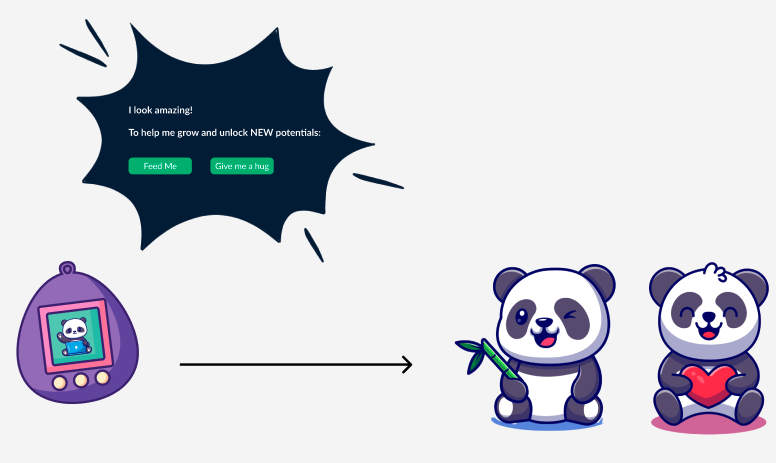 I look amazing!
To help me grow and unlock NEW potentials:
Feed Me
Give me a hug